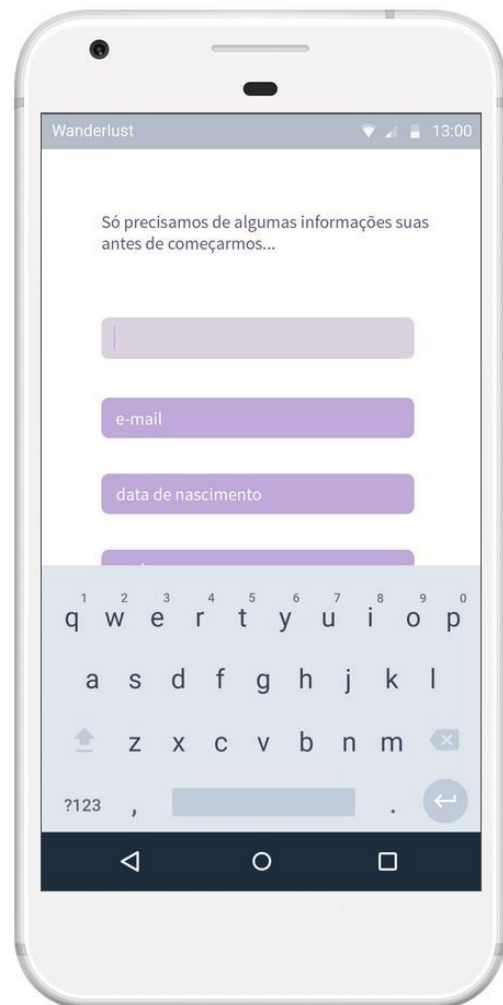 Wanderlust 13:00
Só precisamos de algumas informações suas
antes de começarmos...
e-mail
data de nascimento
1 2 3 4 5 6 7 8 9 0
q w e r t y u i o p
a s d f g h j k l
z x c v b n m
?123 , .